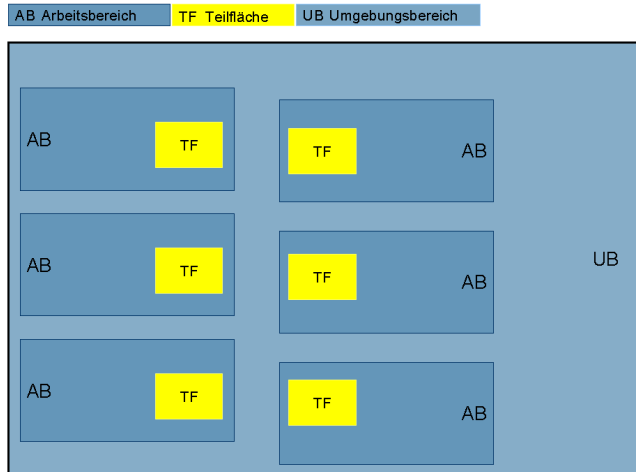 AB Arbeitsbereich TF Teilfläche UB Umgebungsbereich
AB TF TF AB
AB TF TF AB
UB
AB TF TF AB